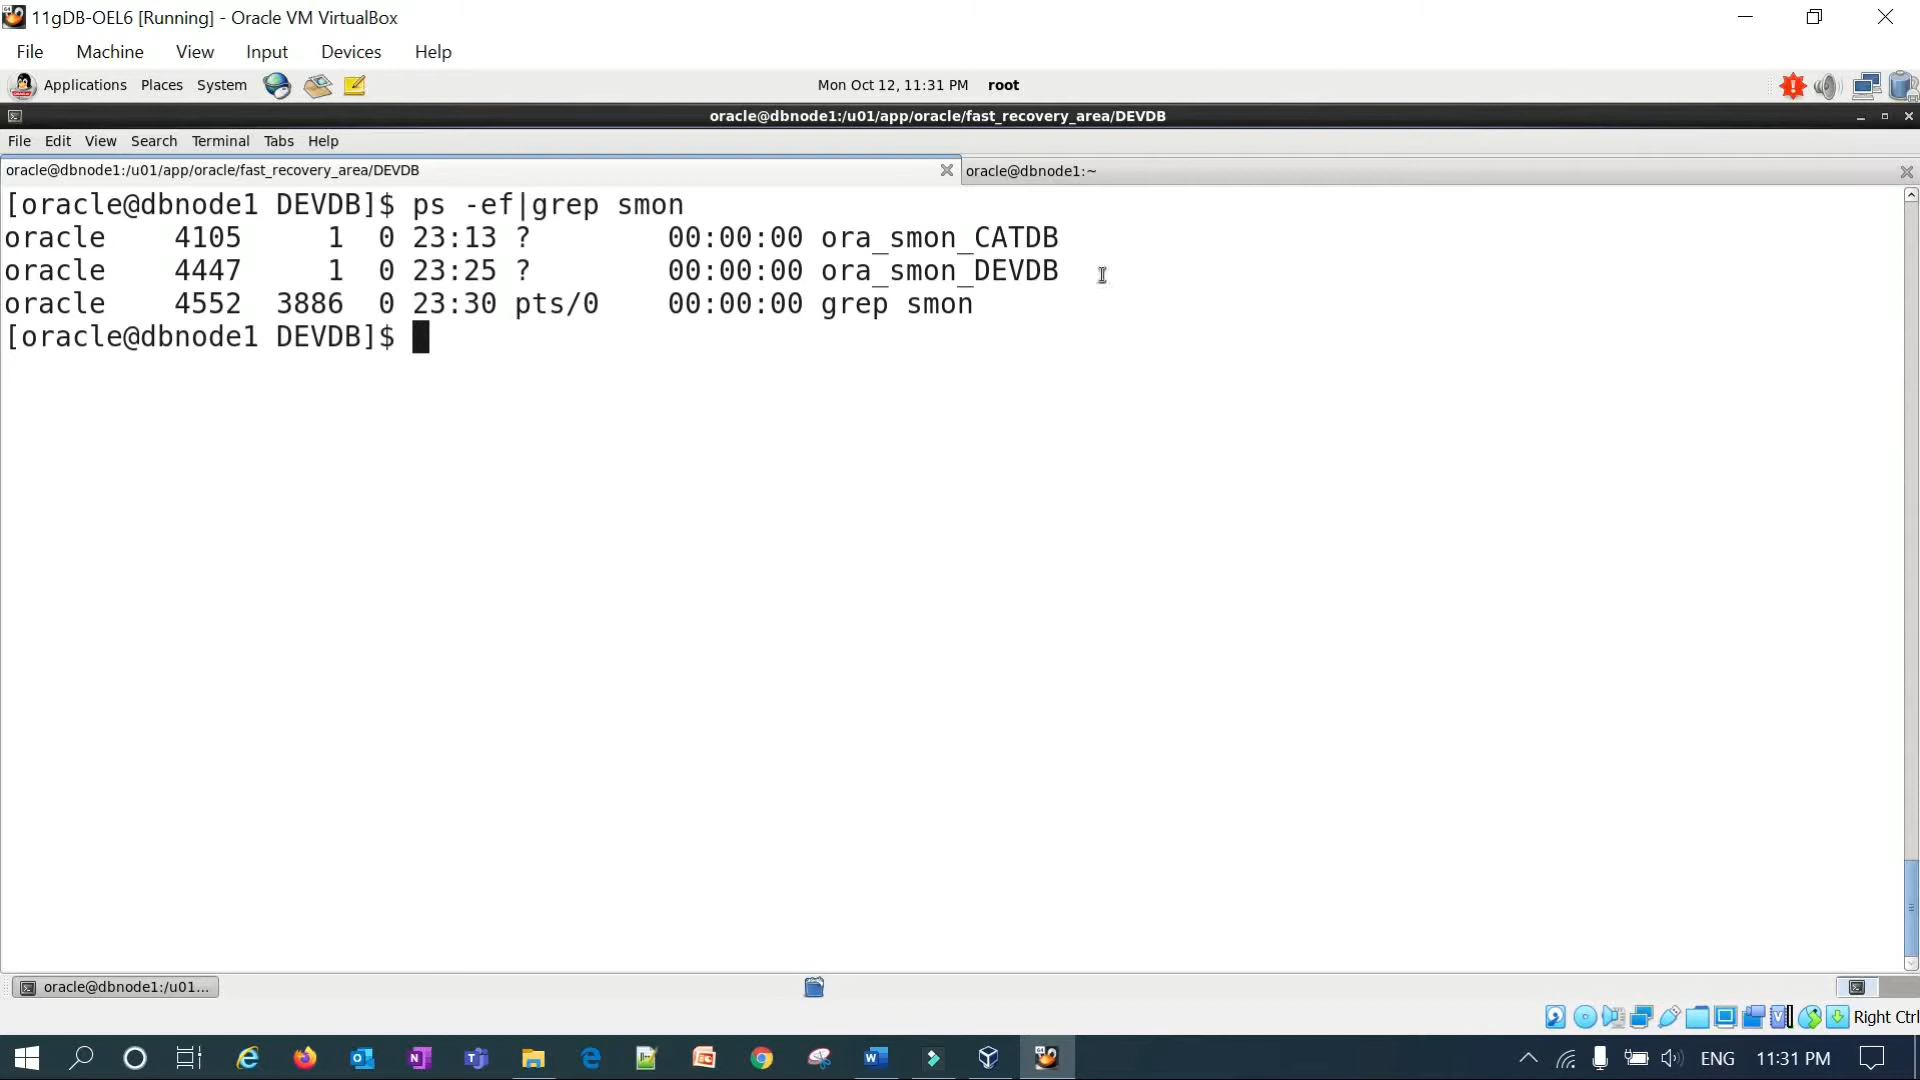 11gDB-OEL6 [Running] - Oracle VM VirtualBox
File Machine View Input Devices Help
Applications Places System Mon Oct 12, 11:31 PM root
oracle@dbnode1:/u01/app/oracle/fast_recovery_area/DEVDB
File Edit View Search Terminal Tabs Help
oracle@dbnode1:/u01/app/oracle/fast_recovery_area/DEVDB oracle@dbnode1:~
[oracle@dbnode1 DEVDB]$ ps -ef|grep smon
oracle    4105     1  0 23:13 ?        00:00:00 ora_smon_CATDB
oracle    4447     1  0 23:25 ?        00:00:00 ora_smon_DEVDB
oracle    4552  3886  0 23:30 pts/0    00:00:00 grep smon
[oracle@dbnode1 DEVDB]$
oracle@dbnode1:/u01...
Right Ctrl
ENG 11:31 PM